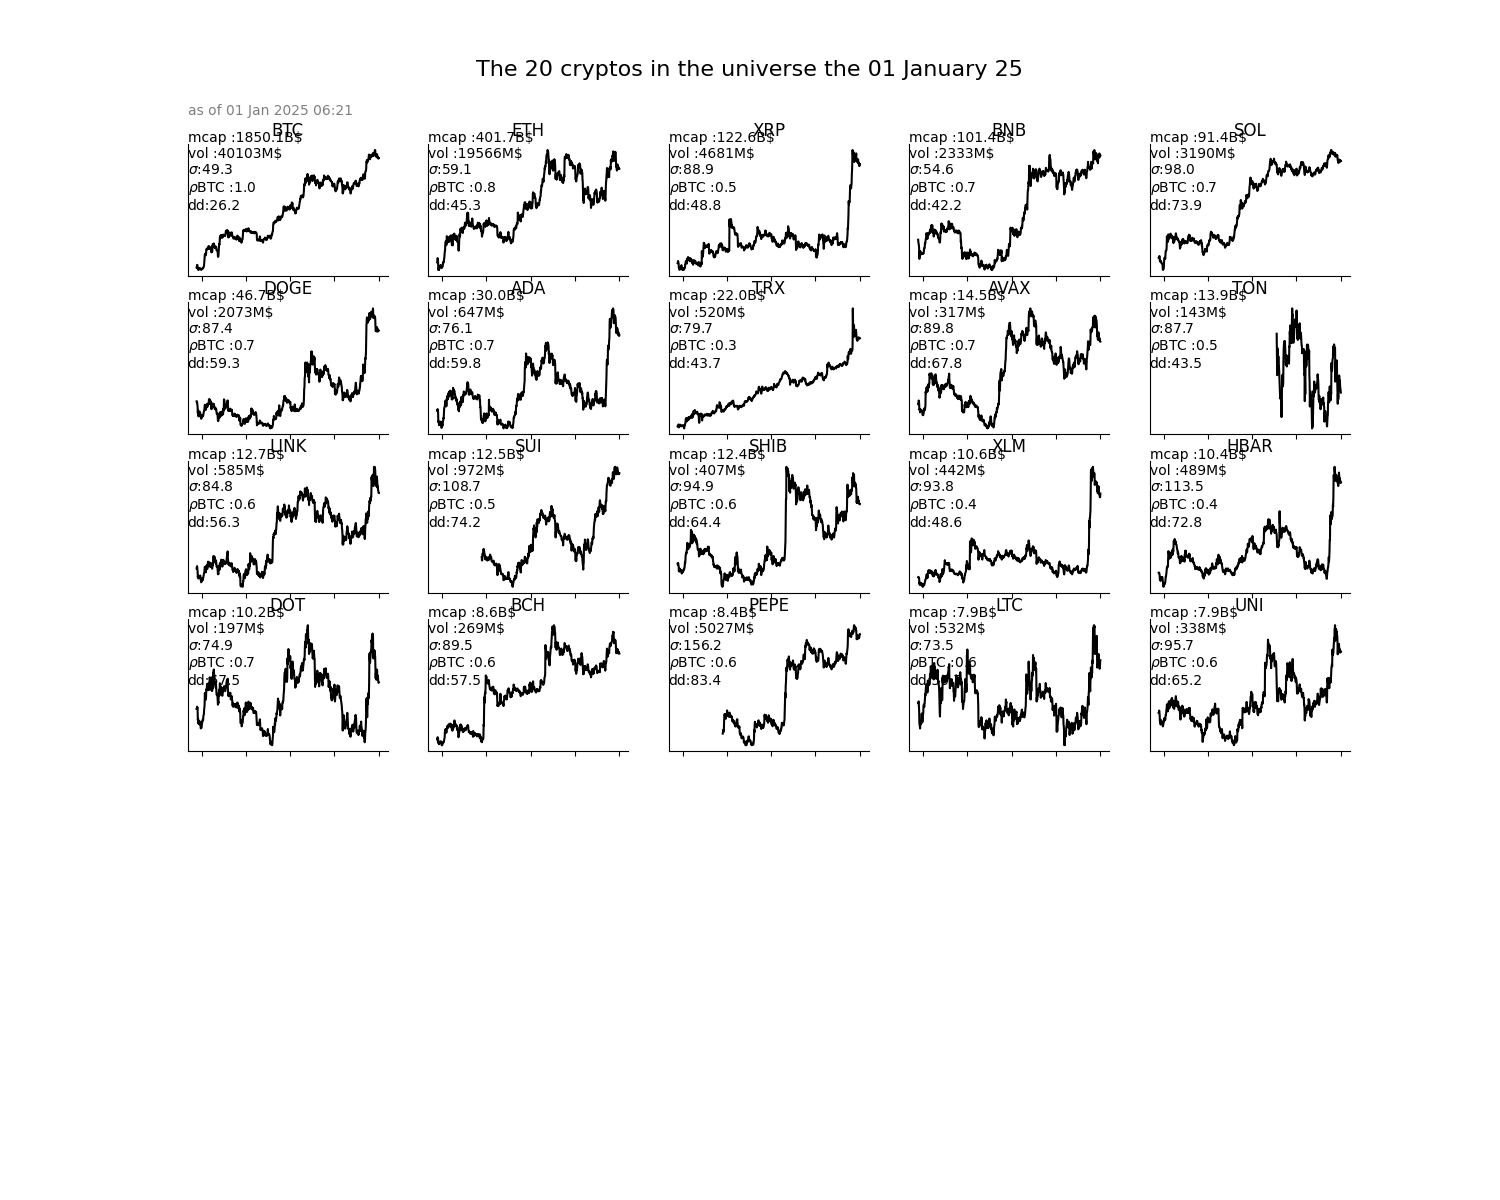 The 20 cryptos in the universe the 01 January 25
as of 01 Jan 2025 06:21
BTC
mcap :1850.1B$
vol :40103M$
σ:49.3
ρBTC :1.0
dd:26.2
ETH
mcap :401.7B$
vol :19566M$
σ:59.1
ρBTC :0.8
dd:45.3
XRP
mcap :122.6B$
vol :4681M$
σ:88.9
ρBTC :0.5
dd:48.8
BNB
mcap :101.4B$
vol :2333M$
σ:54.6
ρBTC :0.7
dd:42.2
SOL
mcap :91.4B$
vol :3190M$
σ:98.0
ρBTC :0.7
dd:73.9
DOGE
mcap :46.7B$
vol :2073M$
σ:87.4
ρBTC :0.7
dd:59.3
ADA
mcap :30.0B$
vol :647M$
σ:76.1
ρBTC :0.7
dd:59.8
TRX
mcap :22.0B$
vol :520M$
σ:79.7
ρBTC :0.3
dd:43.7
AVAX
mcap :14.5B$
vol :317M$
σ:89.8
ρBTC :0.7
dd:67.8
TON
mcap :13.9B$
vol :143M$
σ:87.7
ρBTC :0.5
dd:43.5
LINK
mcap :12.7B$
vol :585M$
σ:84.8
ρBTC :0.6
dd:56.3
SUI
mcap :12.5B$
vol :972M$
σ:108.7
ρBTC :0.5
dd:74.2
SHIB
mcap :12.4B$
vol :407M$
σ:94.9
ρBTC :0.6
dd:64.4
XLM
mcap :10.6B$
vol :442M$
σ:93.8
ρBTC :0.4
dd:48.6
HBAR
mcap :10.4B$
vol :489M$
σ:113.5
ρBTC :0.4
dd:72.8
DOT
mcap :10.2B$
vol :197M$
σ:74.9
ρBTC :0.7
BCH
mcap :8.6B$
vol :269M$
σ:89.5
ρBTC :0.6
dd:57.5
PEPE
mcap :8.4B$
vol :5027M$
σ:156.2
ρBTC :0.6
dd:83.4
LTC
mcap :7.9B$
vol :532M$
σ:73.5
ρBTC :0.6
UNI
mcap :7.9B$
vol :338M$
σ:95.7
ρBTC :0.6
dd:65.2